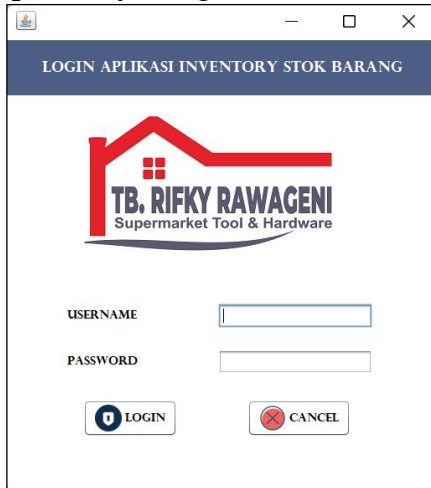 LOGIN APLIKASI INVENTORY STOK BARANG
TB. RIFKY RAWAGENI
Supermarket Tool & Hardware
USERNAME
PASSWORD
LOGIN
CANCEL